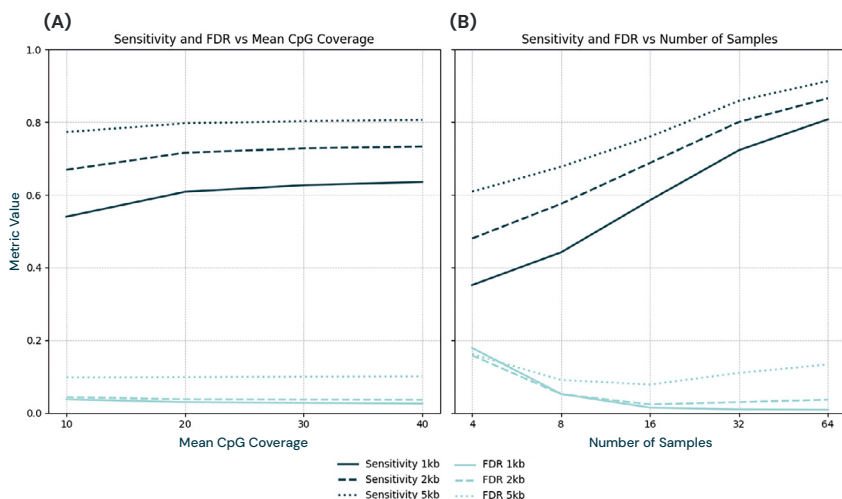 (A)
(B)
Sensitivity and FDR vs Mean CpG Coverage
Sensitivity and FDR vs Number of Samples
1.0
0.8
0.6
0.4
0.2
0.0
Metric Value
10
20
30
40
4
8
16
32
64
Mean CpG Coverage
Number of Samples
Sensitivity 1kb
FDR 1kb
Sensitivity 2kb
FDR 2kb
Sensitivity 5kb
FDR 5kb